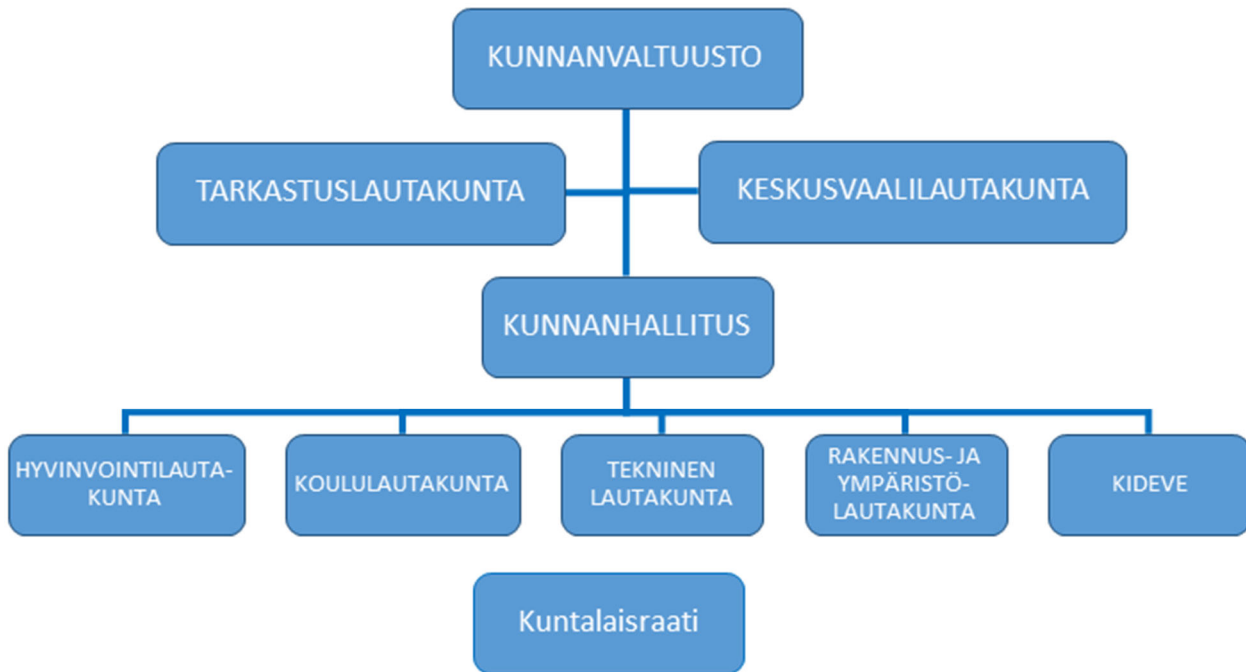 KUNNANVALTUUSTO
TARKASTUSLAUTAKUNTA
KESKUSVAALILAUTAKUNTA
KUNNANHALLITUS
HYVINVOINTILAUTA-
KUNTA
KOULULAUTAKUNTA
TEKNINEN
LAUTAKUNTA
RAKENNUS- JA
YMPÄRISTÖ-
LAUTAKUNTA
KIDEVE
Kuntalaisraati